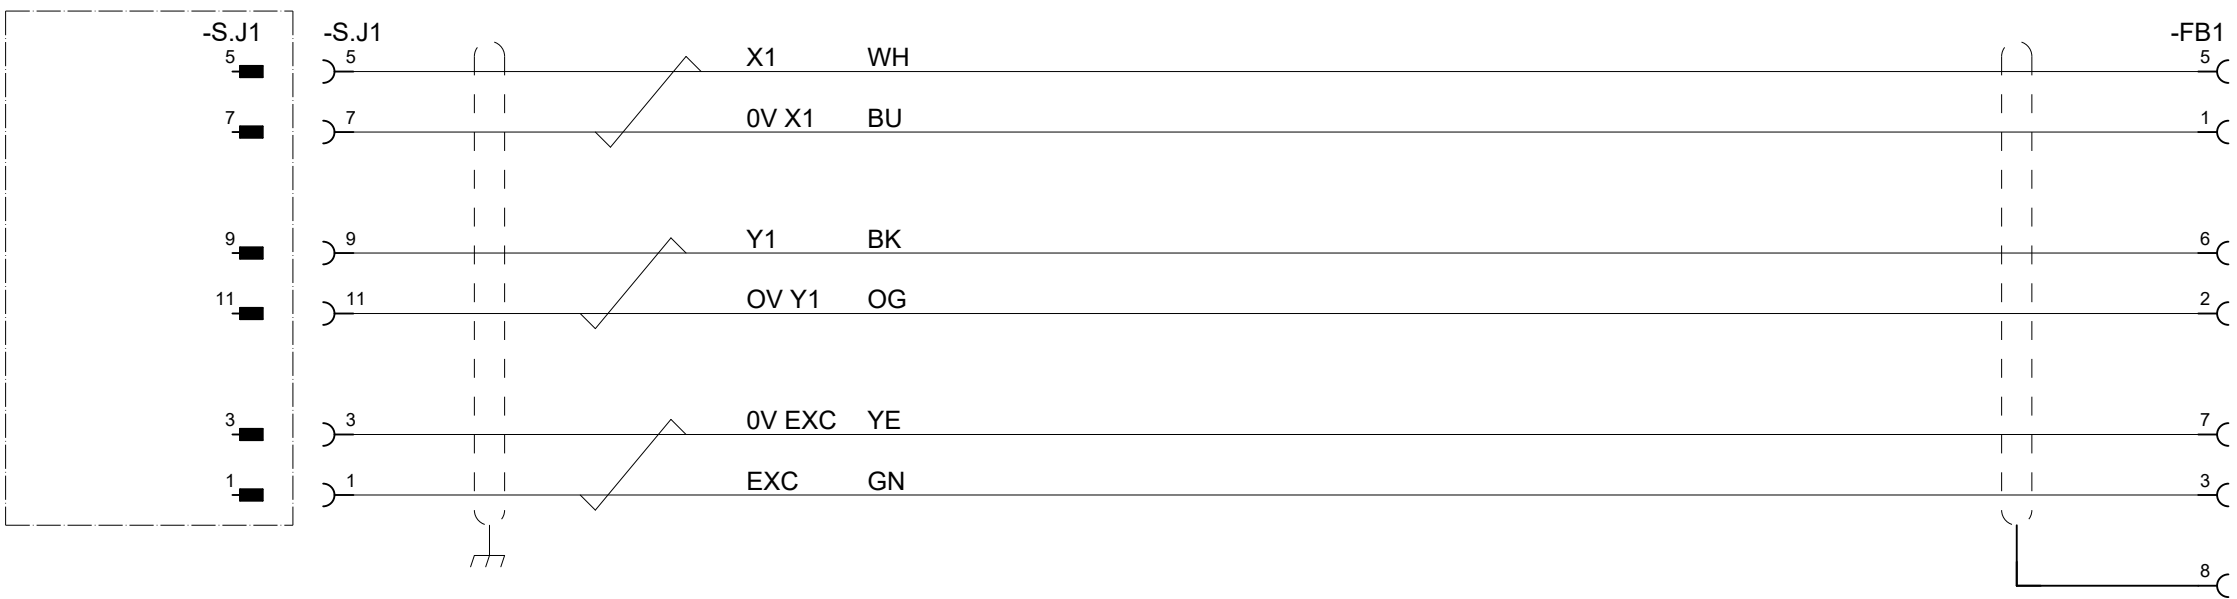 -S.J1 -S.J1 -FB1
5 5 X1 WH 5
7 7 0V X1 BU 1
9 9 Y1 BK 6
11 11 OV Y1 OG 2
3 3 0V EXC YE 7
1 1 EXC GN 3
8